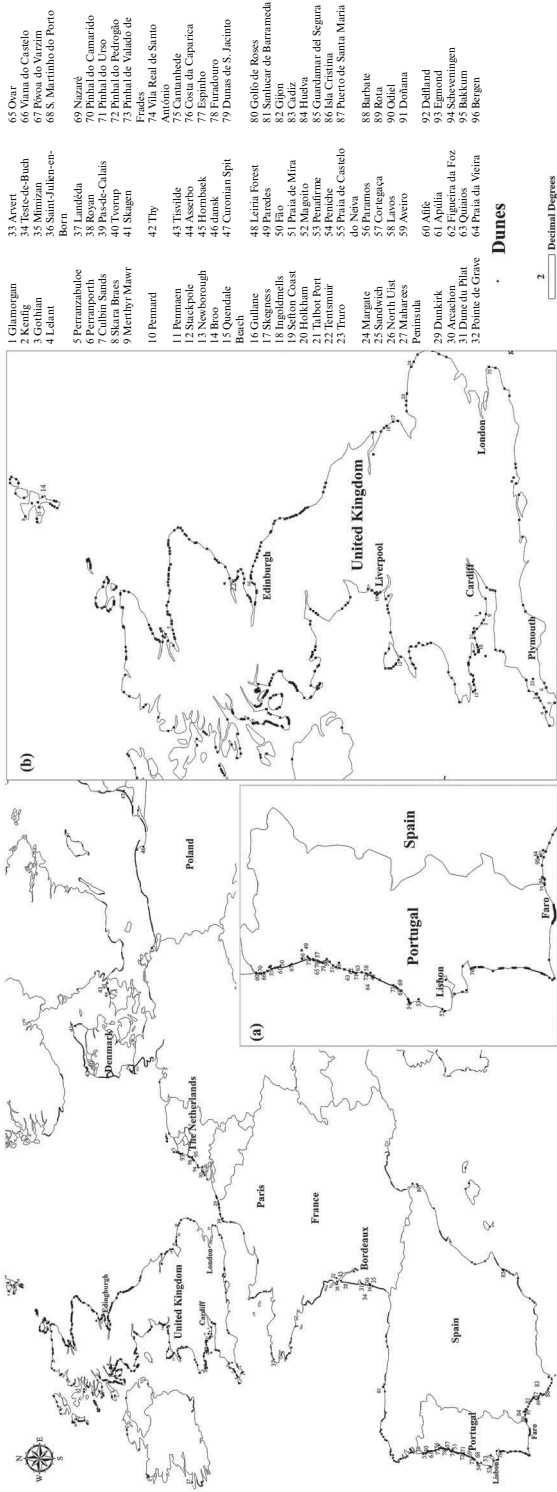 N
W
E
S
Edingburgh
United Kingdom
Cardiff
London
Denmark
The Netherlands
Poland
Paris
France
Bordeaux
Spain
Portugal
Lisbon
Faro
(a)
Portugal
Spain
Lisbon
Faro
(b)
14
Edinburgh
United Kingdom
Liverpool
Cardiff
London
Plymouth
1 Glamorgan
2 Kenfig
3 Gothian
4 Lelant
5 Perranzabuloe
6 Perranporth
7 Culbin Sands
8 Skara Braes
9 Merthyr Mawr
10 Pennard
11 Penmaen
12 Stackpole
13 Newborough
14 Broo
15 Quendale
Beach
16 Gullane
17 Skegness
18 Ingoldmells
19 Sefton Coast
20 Holkham
21 Talbot Port
22 Tentsmuir
23 Truro
24 Margate
25 Sandwich
26 North Uist
27 Maharees
Peninsula
29 Dunkirk
30 Arcachon
31 Dune du Pilat
32 Pointe de Grave
33 Arvert
34 Teste-de-Buch
35 Mimizan
36 Saint-Julien-en-
Born
37 Landéda
38 Royan
39 Pas-de-Calais
40 Tvorup
41 Skagen
42 Thy
43 Tisvilde
44 Asserbo
45 Hornbaek
46 dansk
47 Curonian Spit
48 Leiria Forest
49 Paredes
50 Fão
51 Praia de Mira
52 Magoito
53 Penafirme
54 Peniche
55 Praia de Castelo
do Neiva
56 Paramos
57 Cortegaça
58 Lavos
59 Aveiro
60 Afife
61 Apúlia
62 Figueira da Foz
63 Quiaios
64 Praia da Vieira
65 Ovar
66 Viana do Castelo
67 Póvoa do Varzim
68 S. Martinho do Porto
69 Nazaré
70 Pinhal do Camarido
71 Pinhal do Urso
72 Pinhal do Pedrogão
73 Pinhal de Valado de
Frades
74 Vila Real de Santo
António
75 Cantanhede
76 Costa da Caparica
77 Espinho
78 Furadouro
79 Dunas de S. Jacinto
80 Golfo de Roses
81 Sanlucar de Barrameda
82 Gijon
83 Cadiz
84 Huelva
85 Guardamar del Segura
86 Isla Cristina
87 Puerto de Santa Maria
88 Barbate
89 Rota
90 Odiel
91 Doñana
92 Delfland
93 Egmond
94 Scheveningen
95 Bakkum
96 Bergen
Dunes
2
Decimal Degrees